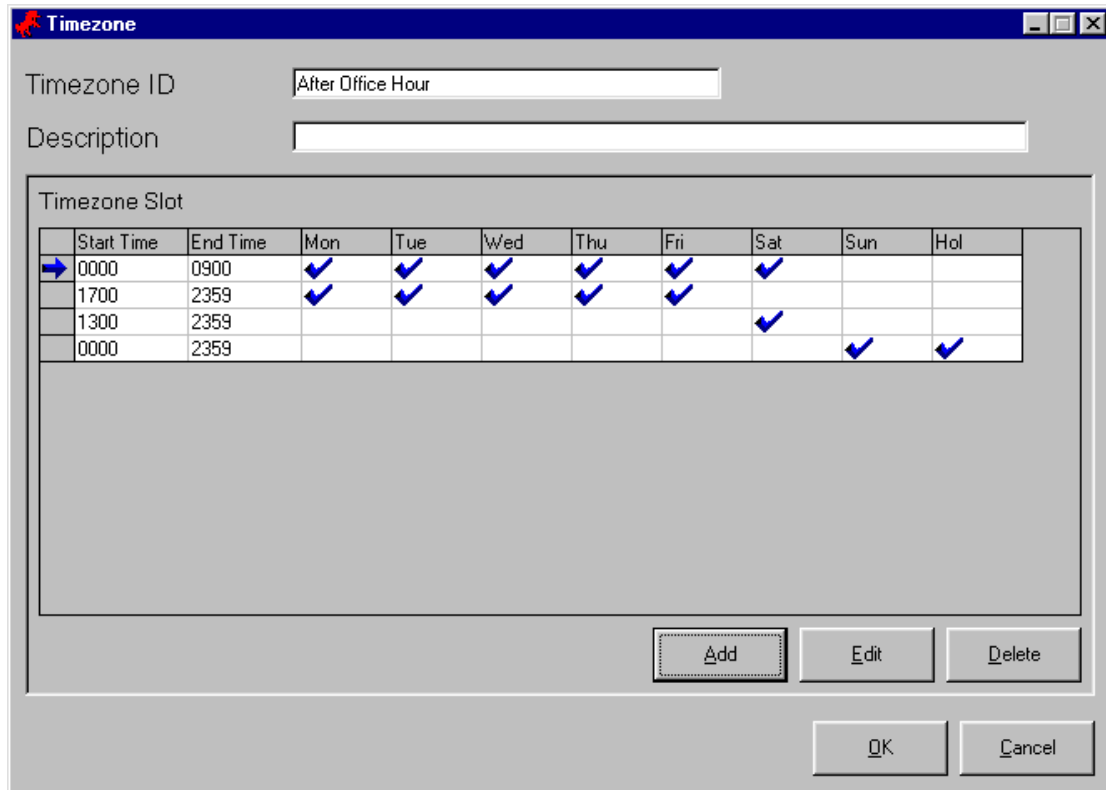 Timezone
Timezone ID After Office Hour
Description
Timezone Slot
Start Time End Time Mon Tue Wed Thu Fri Sat Sun Hol
0000 0900
1700 2359
1300 2359
0000 2359
Add Edit Delete
OK Cancel